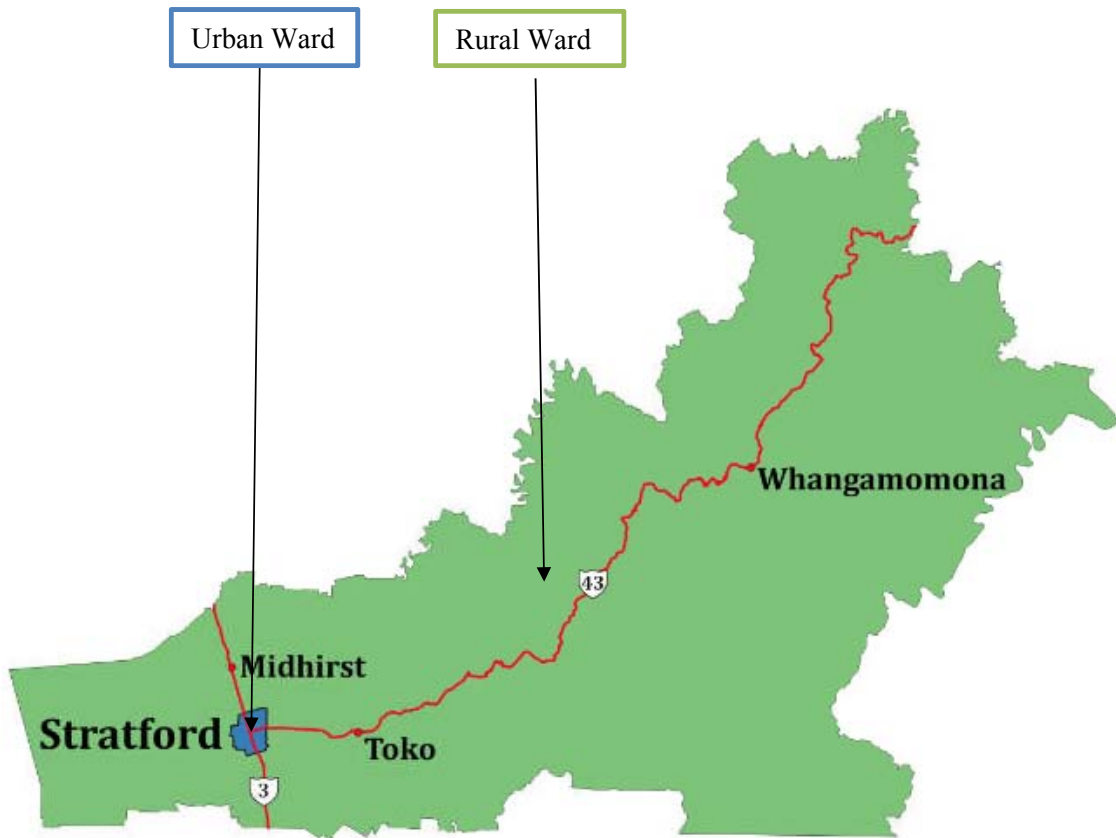 Urban Ward
Rural Ward
Whangamomona
43
Midhirst
Stratford
Toko
3